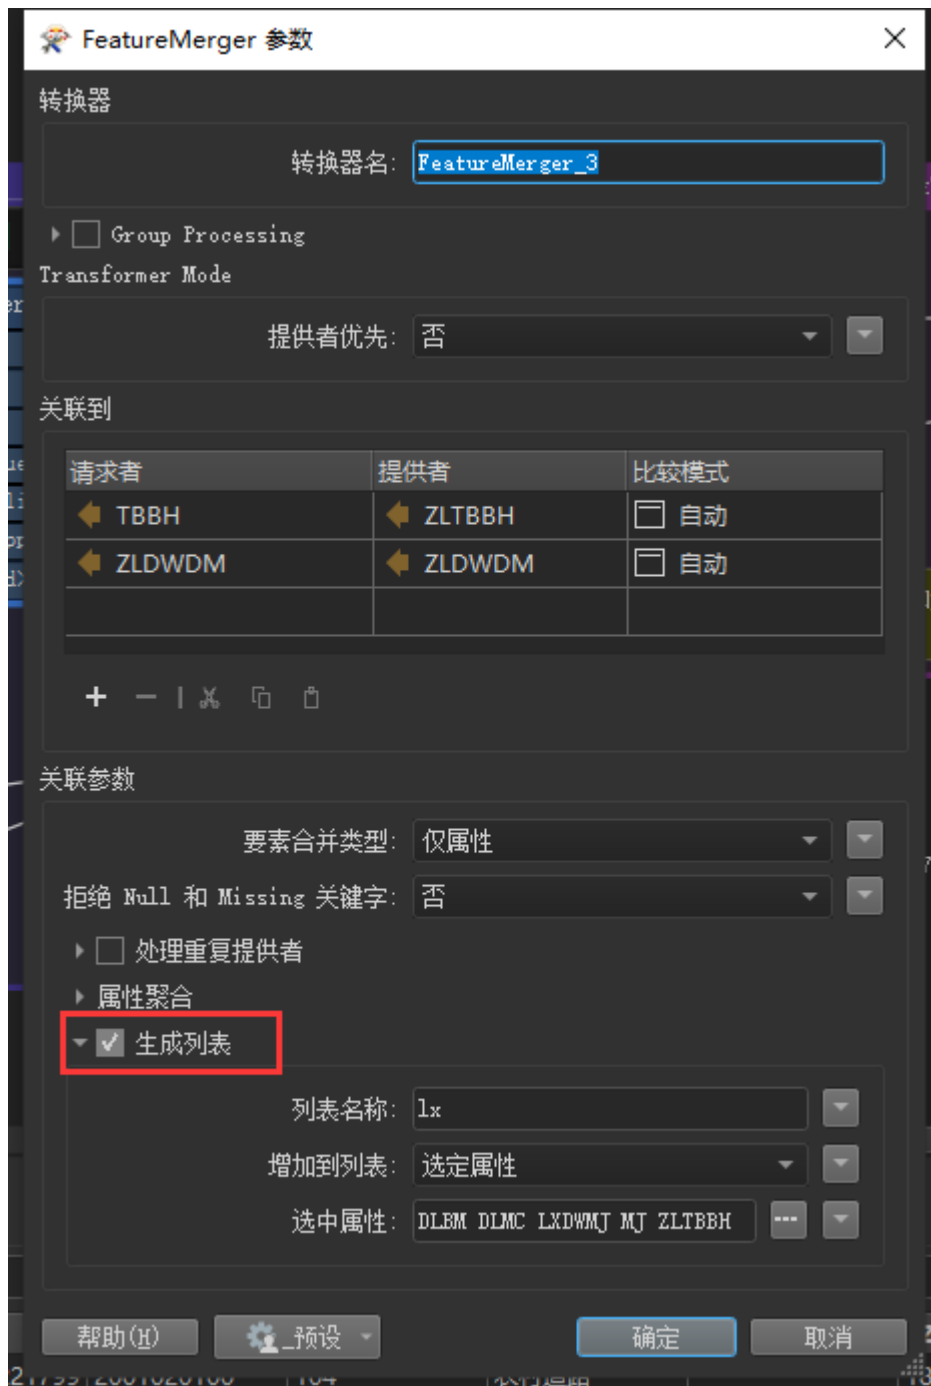 FeatureMerger 参数
转换器
转换器名: FeatureMerger_3
Group Processing
Transformer Mode
提供者优先: 否
关联到
请求者 提供者 比较模式
TBBH ZLTBBH 自动
ZLDWDM ZLDWDM 自动
关联参数
要素合并类型: 仅属性
拒绝 Null 和 Missing 关键字: 否
处理重复提供者
属性聚合
生成列表
列表名称: lx
增加到列表: 选定属性
选中属性: DLBM DLMC LXDWMJ MJ ZLTBBH
帮助(H) _预设 确定 取消